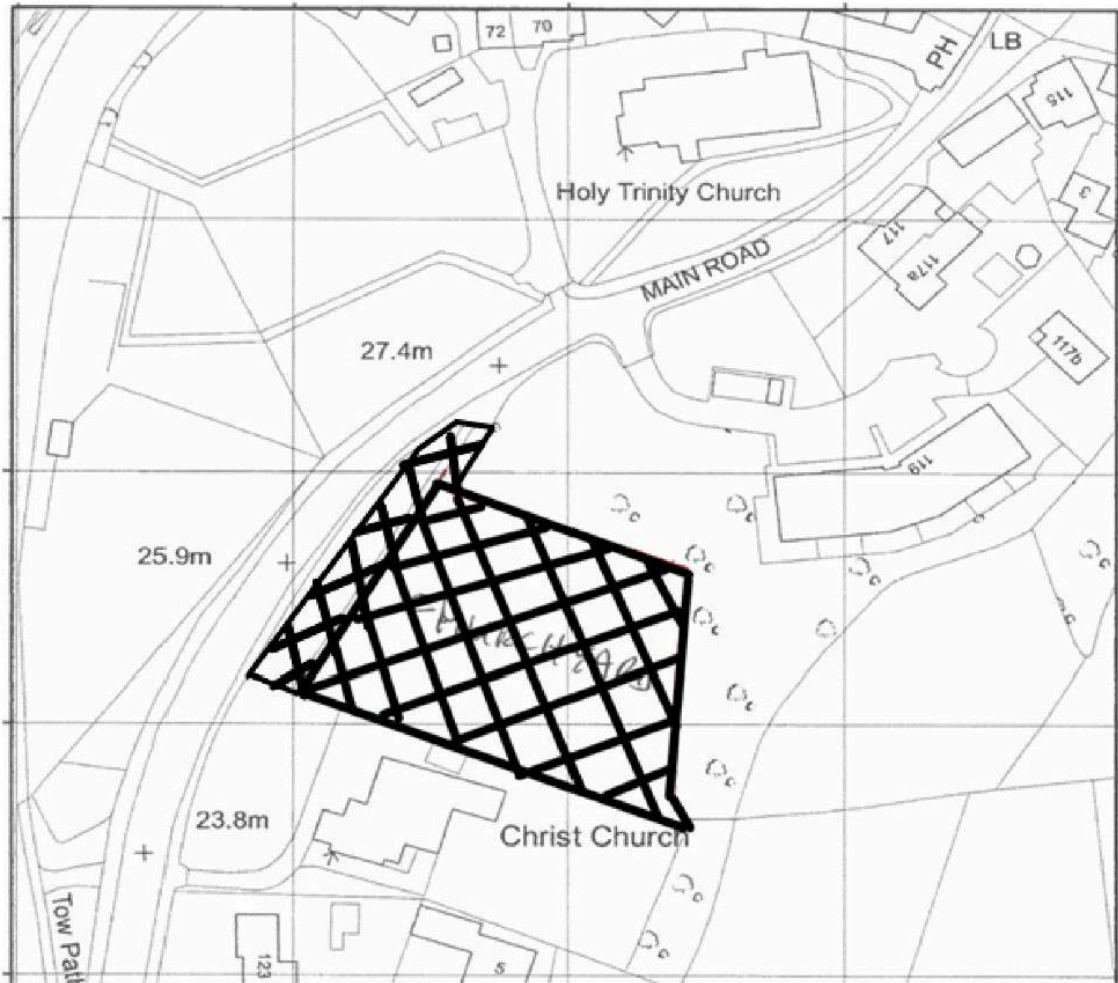 72 70
PH
LB
115
Holy Trinity Church
3
117
117a
MAIN ROAD
27.4m
117b
119
25.9m
CHURCHYARD
23.8m
Christ Church
Tow Path
123
5